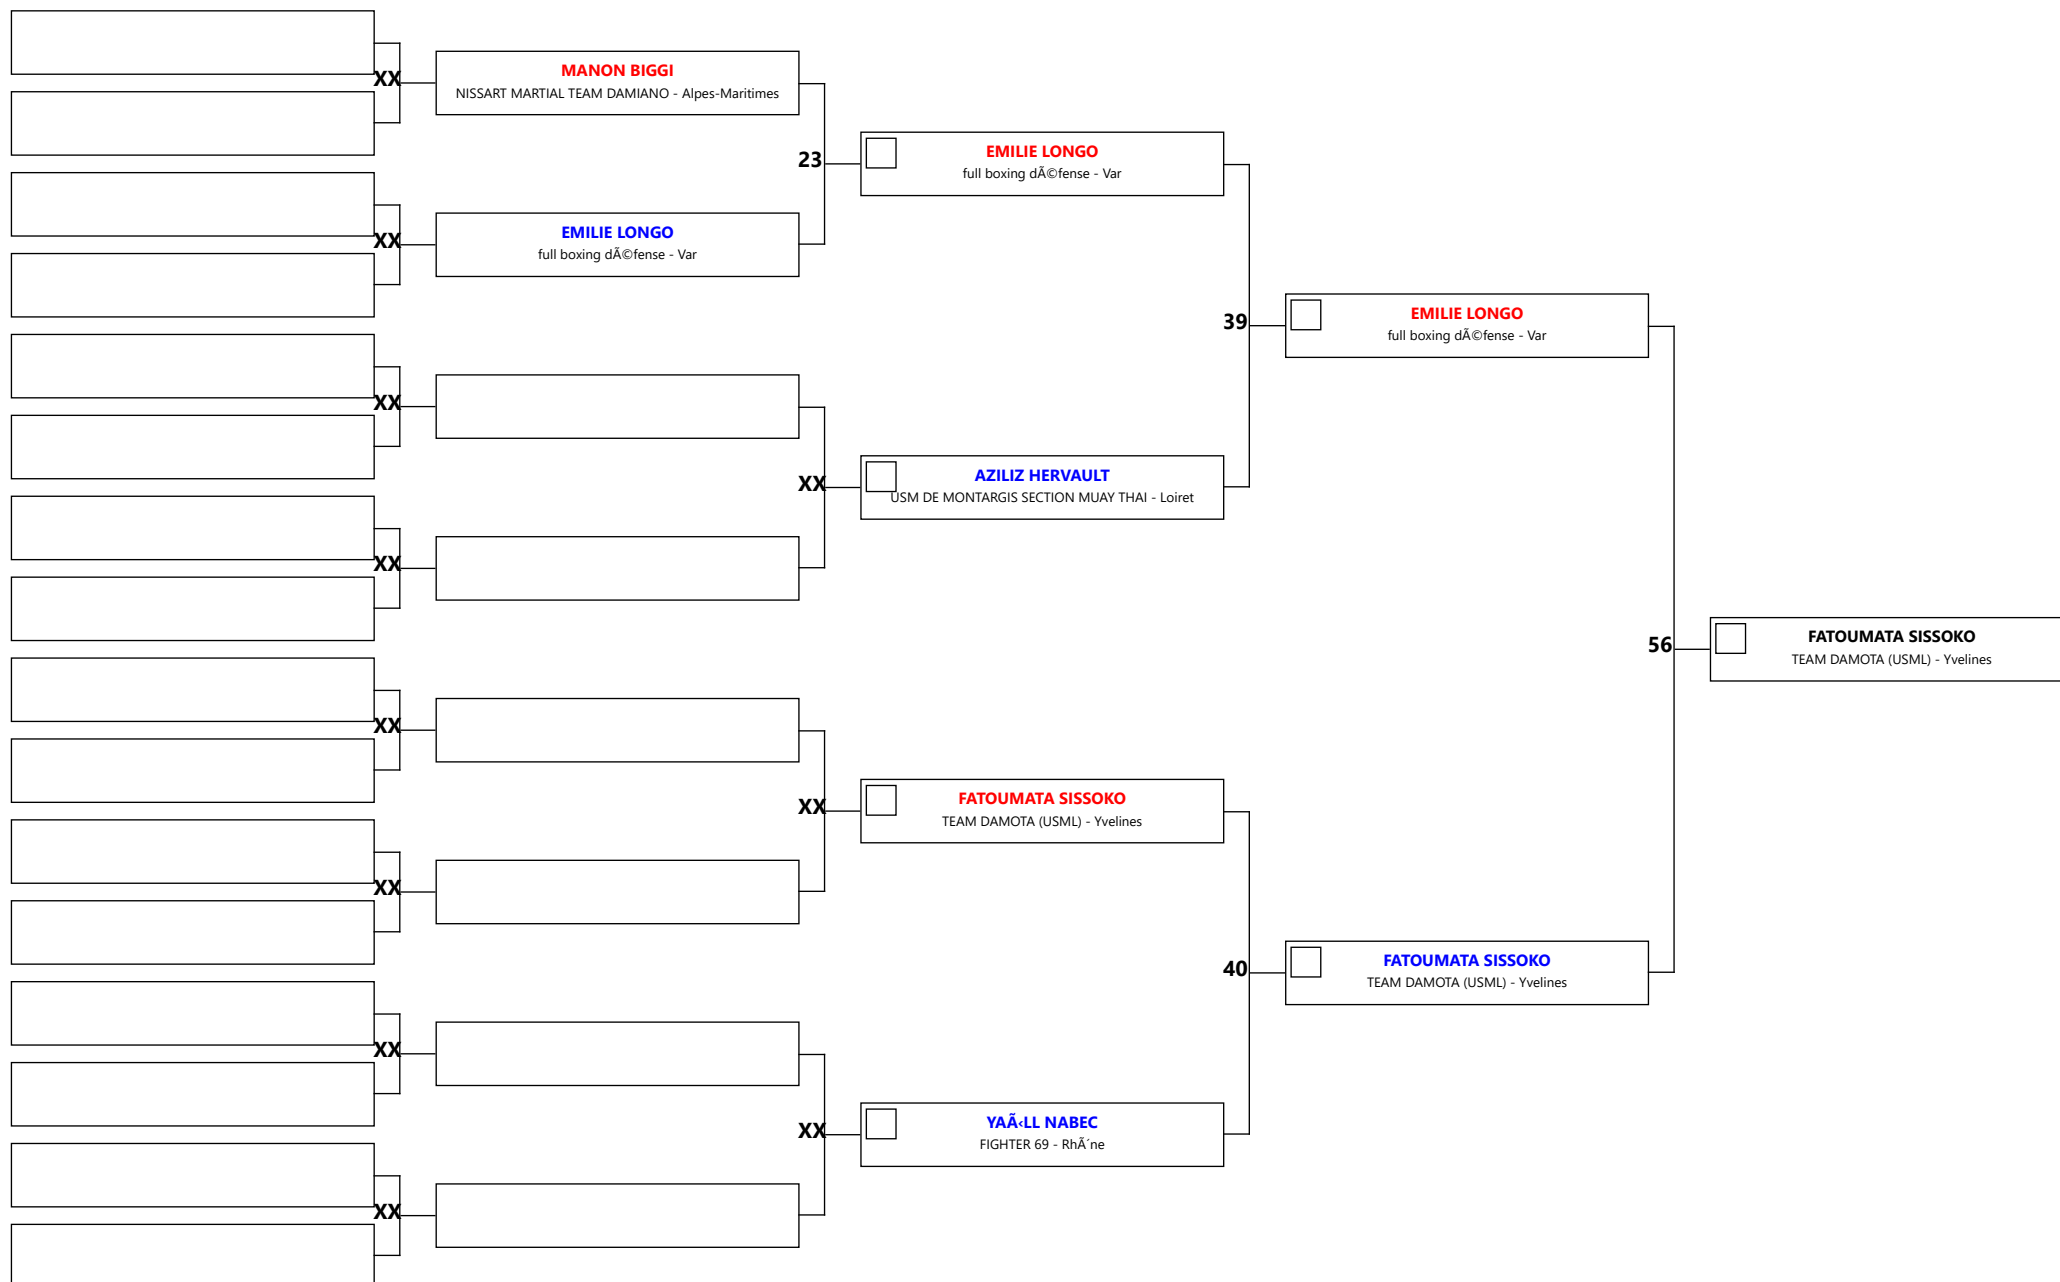 XX
MANON BIGGI
NISSART MARTIAL TEAM DAMIANO - Alpes-Maritimes
23
EMILIE LONGO
full boxing dÃ©fense - Var
XX
EMILIE LONGO
full boxing dÃ©fense - Var
39
EMILIE LONGO
full boxing dÃ©fense - Var
XX
XX
AZILIZ HERVAULT
USM DE MONTARGIS SECTION MUAY THAI - Loiret
XX
56
FATOUMATA SISSOKO
TEAM DAMOTA (USML) - Yvelines
XX
XX
FATOUMATA SISSOKO
TEAM DAMOTA (USML) - Yvelines
XX
40
FATOUMATA SISSOKO
TEAM DAMOTA (USML) - Yvelines
XX
XX
YAÃ‹LL NABEC
FIGHTER 69 - RhÃ´ne
XX